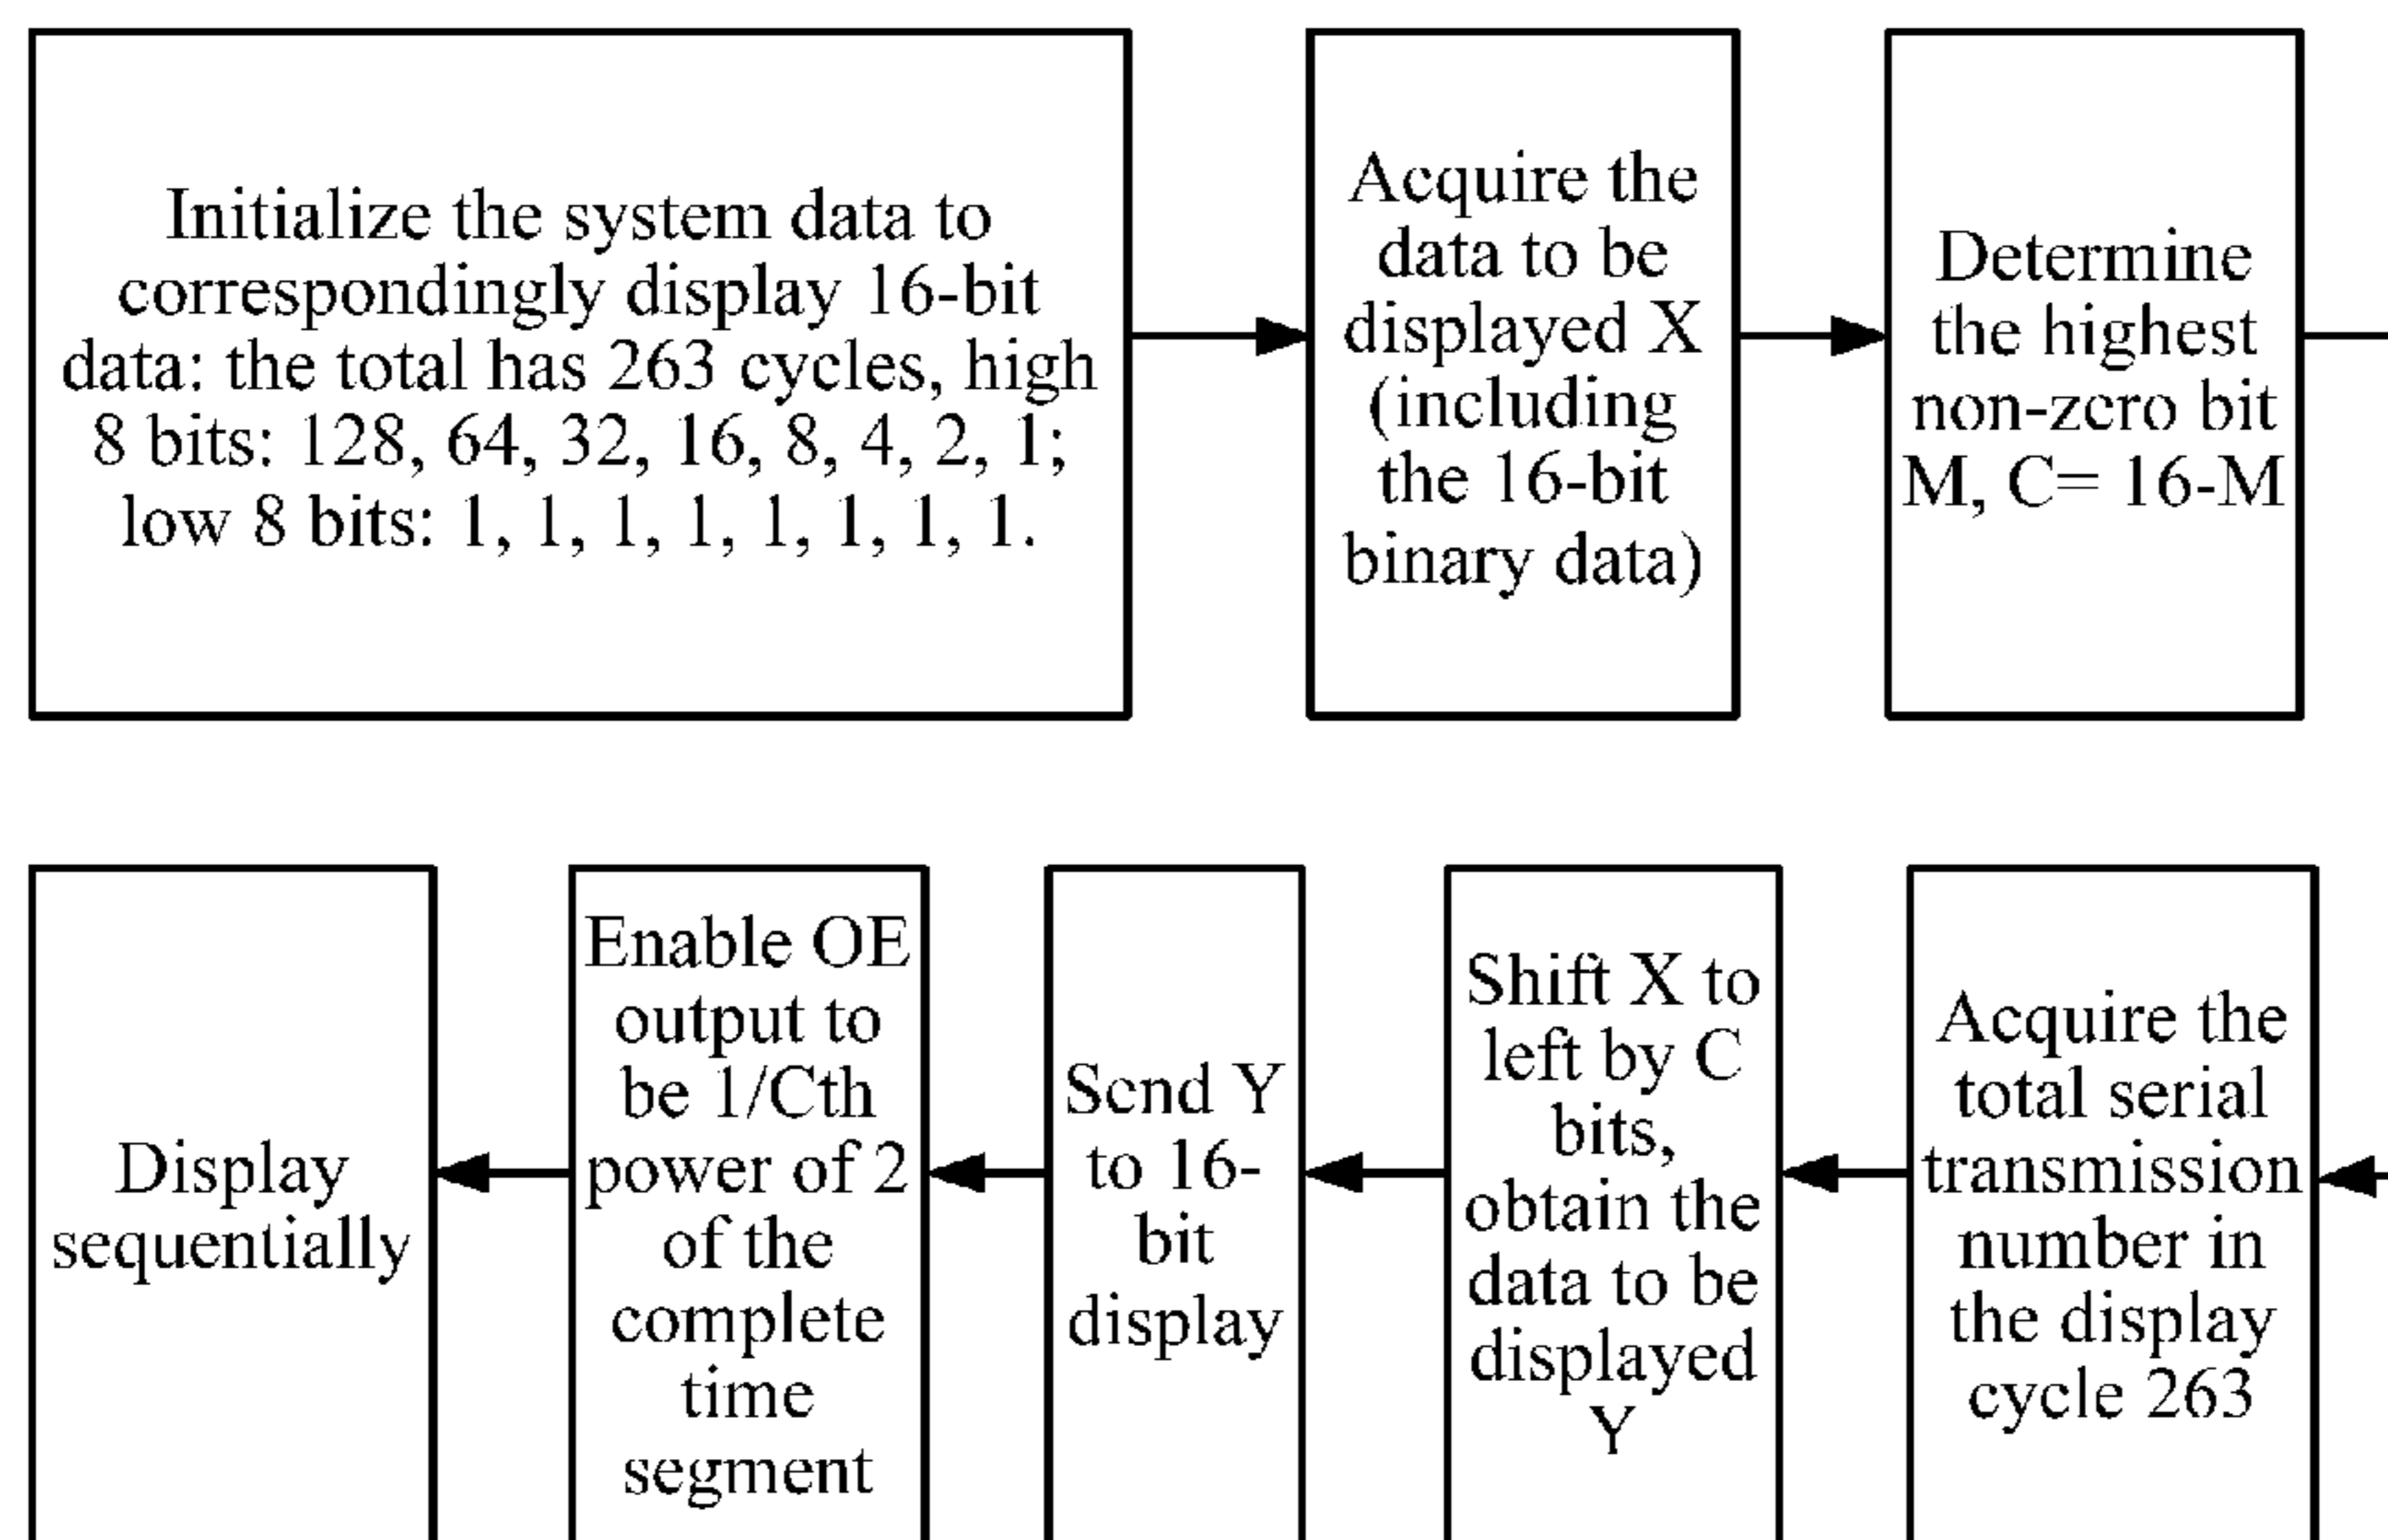 Initialize the system data to
correspondingly display 16-bit
data: the total has 263 cycles, high
8 bits: 128, 64, 32, 16, 8, 4, 2, 1;
low 8 bits: 1, 1, 1, 1, 1, 1, 1, 1.
Acquire the
data to be
displayed X
(including
the 16-bit
binary data)
Determine
the highest
non-zero bit
M, C= 16-M
Acquire the
total serial
transmission
number in
the display
cycle 263
Shift X to
left by C
bits,
obtain the
data to be
displayed
Y
Send Y
to 16-
bit
display
Enable OE
output to
be 1/Cth
power of 2
of the
complete
time
segment
Display
sequentially